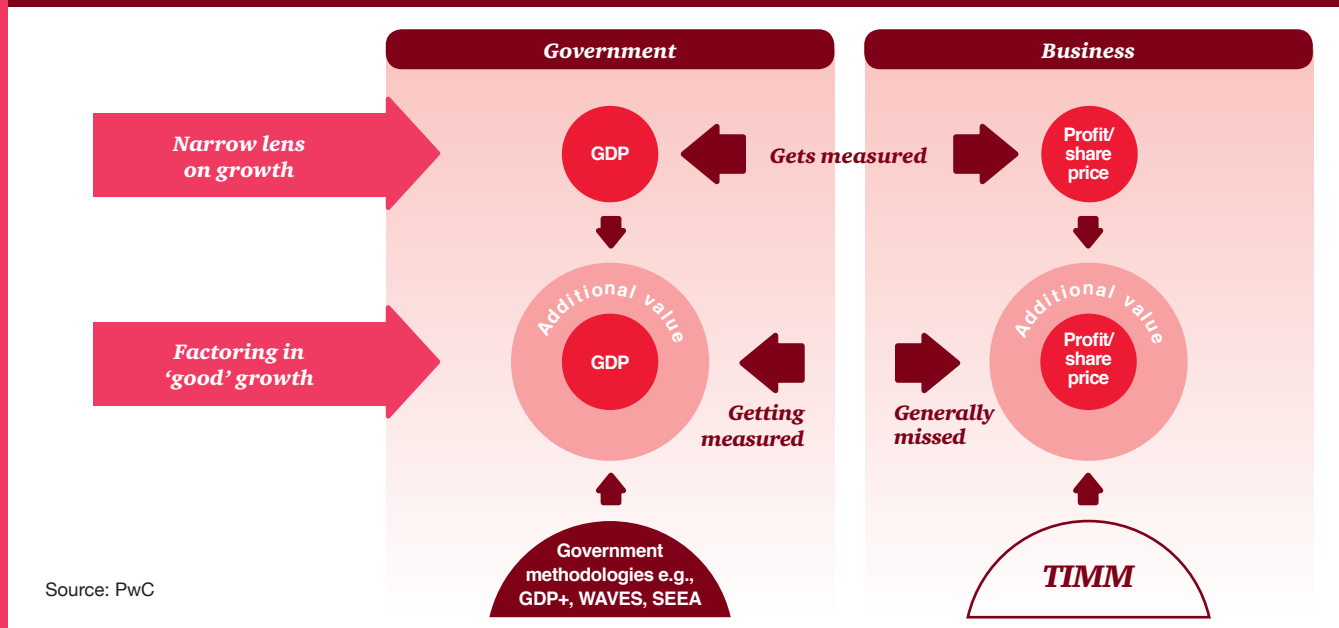 Government
Business
Narrow lens
on growth
GDP
Gets measured
Profit/
share
price
Factoring in
‘good’ growth
Additional value
GDP
Getting
measured
Generally
missed
Additional value
Profit/
share
price
Government
methodologies e.g.,
GDP+, WAVES, SEEA
TIMM
Source: PwC